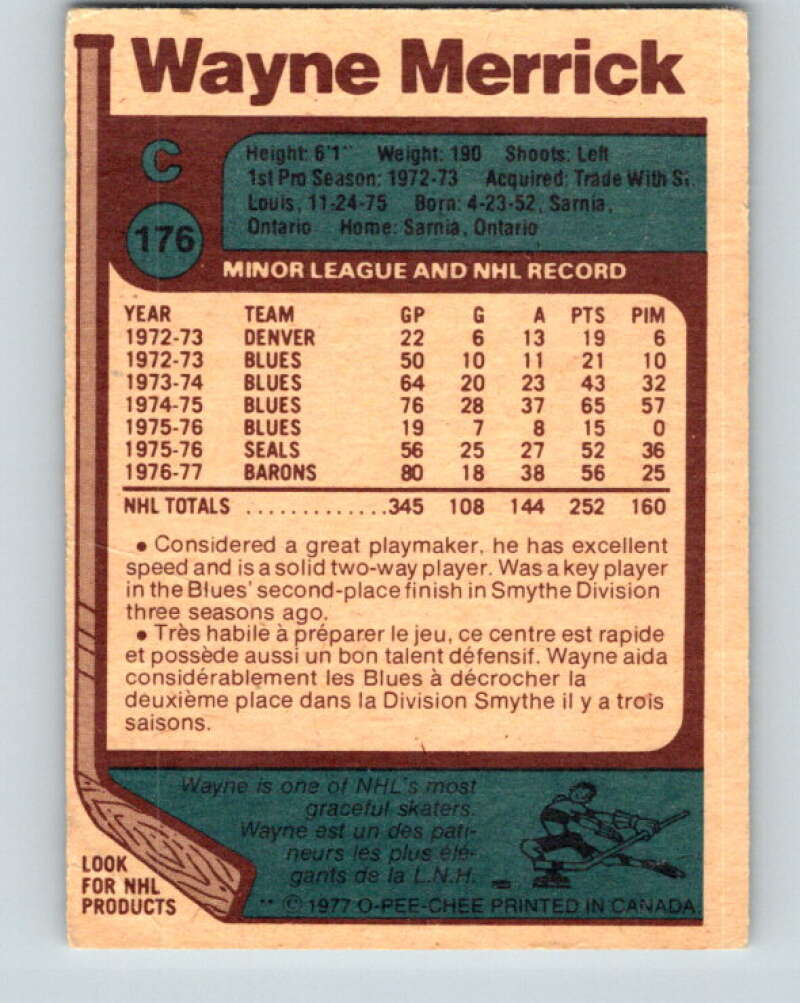 Wayne Merrick
C
176
Height: 6'1" Weight: 190 Shoots: Left
1st Pro Season: 1972-73 Acquired: Trade With St.
Louis, 11-24-75 Born: 4-23-52, Sarnia,
Ontario Home: Sarnia, Ontario
MINOR LEAGUE AND NHL RECORD
YEAR TEAM GP G A PTS PIM
1972-73 DENVER 22 6 13 19 6
1972-73 BLUES 50 10 11 21 10
1973-74 BLUES 64 20 23 43 32
1974-75 BLUES 76 28 37 65 57
1975-76 BLUES 19 7 8 15 0
1975-76 SEALS 56 25 27 52 36
1976-77 BARONS 80 18 38 56 25
NHL TOTALS .............345 108 144 252 160
• Considered a great playmaker, he has excellent
speed and is a solid two-way player. Was a key player
in the Blues' second-place finish in Smythe Division
three seasons ago.
• Très habile à préparer le jeu, ce centre est rapide
et possède aussi un bon talent défensif. Wayne aida
considérablement les Blues à décrocher la
deuxième place dans la Division Smythe il y a trois
saisons.
Wayne is one of NHL's most
graceful skaters.
Wayne est un des pati-
neurs les plus élé-
gants de la L.N.H.
LOOK
FOR NHL
PRODUCTS
** © 1977 O-PEE-CHEE PRINTED IN CANADA.